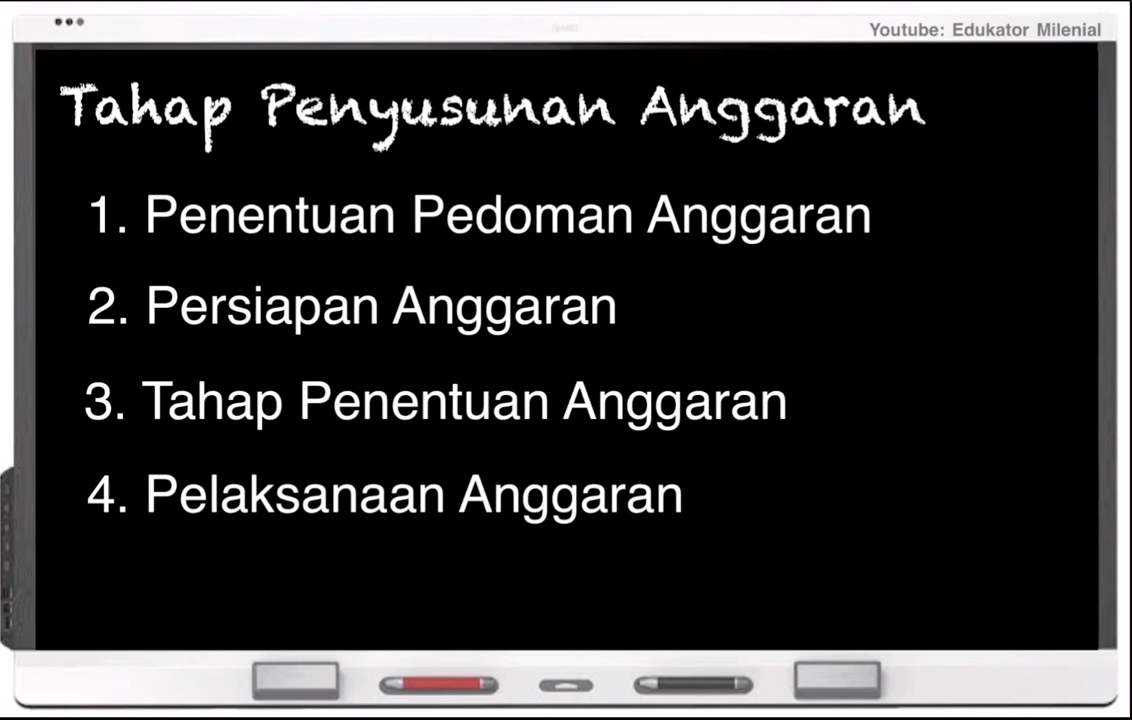 Youtube: Edukator Milenial
Tahap Penyusunan Anggaran
1. Penentuan Pedoman Anggaran
2. Persiapan Anggaran
3. Tahap Penentuan Anggaran
4. Pelaksanaan Anggaran